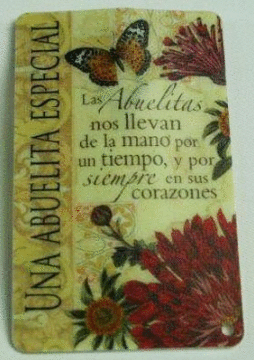 UNA ABUELITA ESPECIAL
Las Abuelitas
nos llevan
de la mano por
un tiempo, y por
siempre en sus
corazones